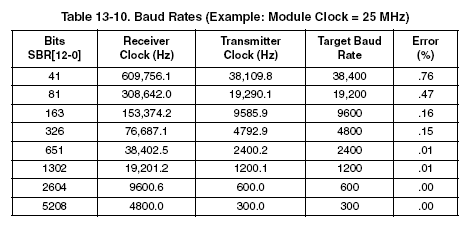 Table 13-10. Baud Rates (Example: Module Clock = 25 MHz)
Bits SBR[12-0] Receiver Clock (Hz) Transmitter Clock (Hz) Target Baud Rate Error (%)
41 609,756.1 38,109.8 38,400 .76
81 308,642.0 19,290.1 19,200 .47
163 153,374.2 9585.9 9600 .16
326 76,687.1 4792.9 4800 .15
651 38,402.5 2400.2 2400 .01
1302 19,201.2 1200.1 1200 .01
2604 9600.6 600.0 600 .00
5208 4800.0 300.0 300 .00